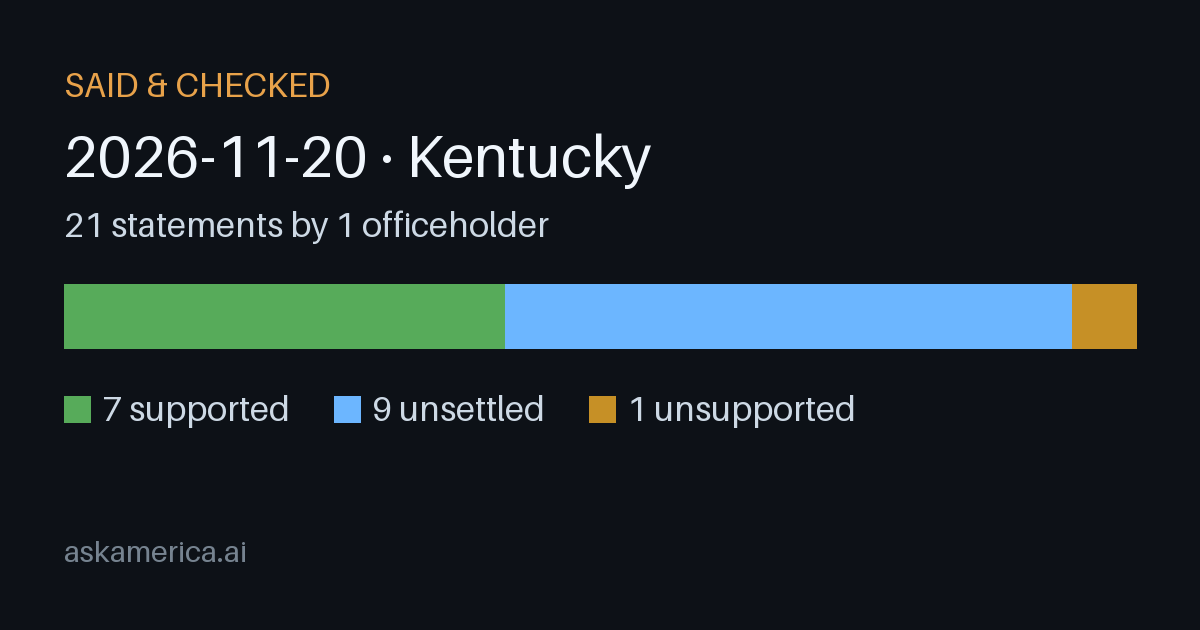 SAID & CHECKED
2026-11-20 · Kentucky
21 statements by 1 officeholder
7 supported 9 unsettled 1 unsupported
askamerica.ai